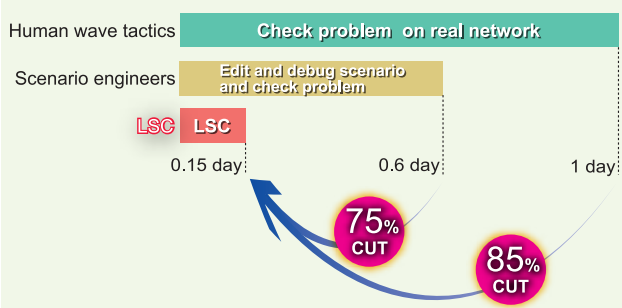 Human wave tactics
Check problem on real network
Scenario engineers
Edit and debug scenario
and check problem
LSC
LSC
0.15 day
0.6 day
1 day
75%
CUT
85%
CUT